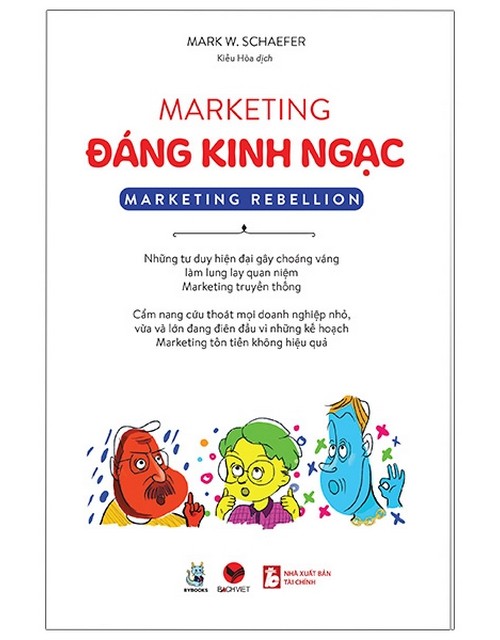 MARK W. SCHAEFER
Kiều Hòa dịch
MARKETING
ĐÁNG KINH NGẠC
MARKETING REBELLION
Những tư duy hiện đại gây choáng váng
làm lung lay quan niệm
Marketing truyền thống
Cẩm nang cứu thoát mọi doanh nghiệp nhỏ,
vừa và lớn đang điên đầu vì những kế hoạch
Marketing tốn tiền không hiệu quả
RYBOOKS
BACHVIET
NHÀ XUẤT BẢN
TÀI CHÍNH